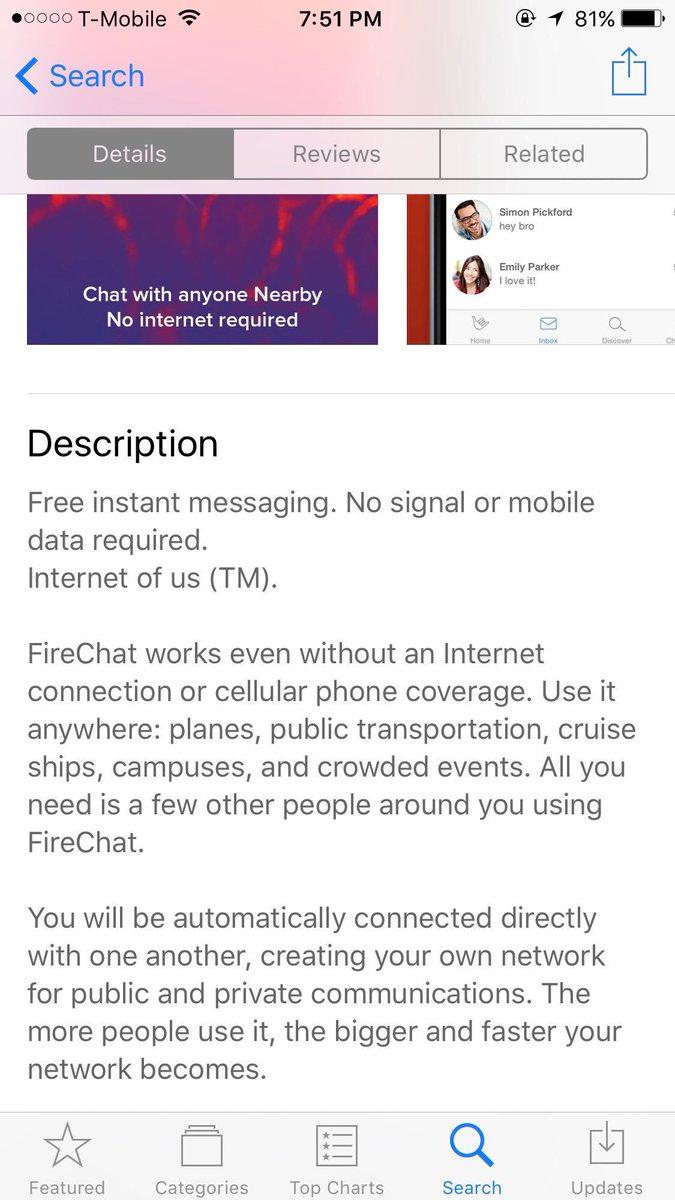 T-Mobile 7:51 PM 81%
Search
Details Reviews Related
Chat with anyone Nearby
No internet required
Simon Pickford
hey bro
Emily Parker
I love it!
Home Inbox Discover
Description
Free instant messaging. No signal or mobile
data required.
Internet of us (TM).
FireChat works even without an Internet
connection or cellular phone coverage. Use it
anywhere: planes, public transportation, cruise
ships, campuses, and crowded events. All you
need is a few other people around you using
FireChat.
You will be automatically connected directly
with one another, creating your own network
for public and private communications. The
more people use it, the bigger and faster your
network becomes.
Featured Categories Top Charts Search Updates